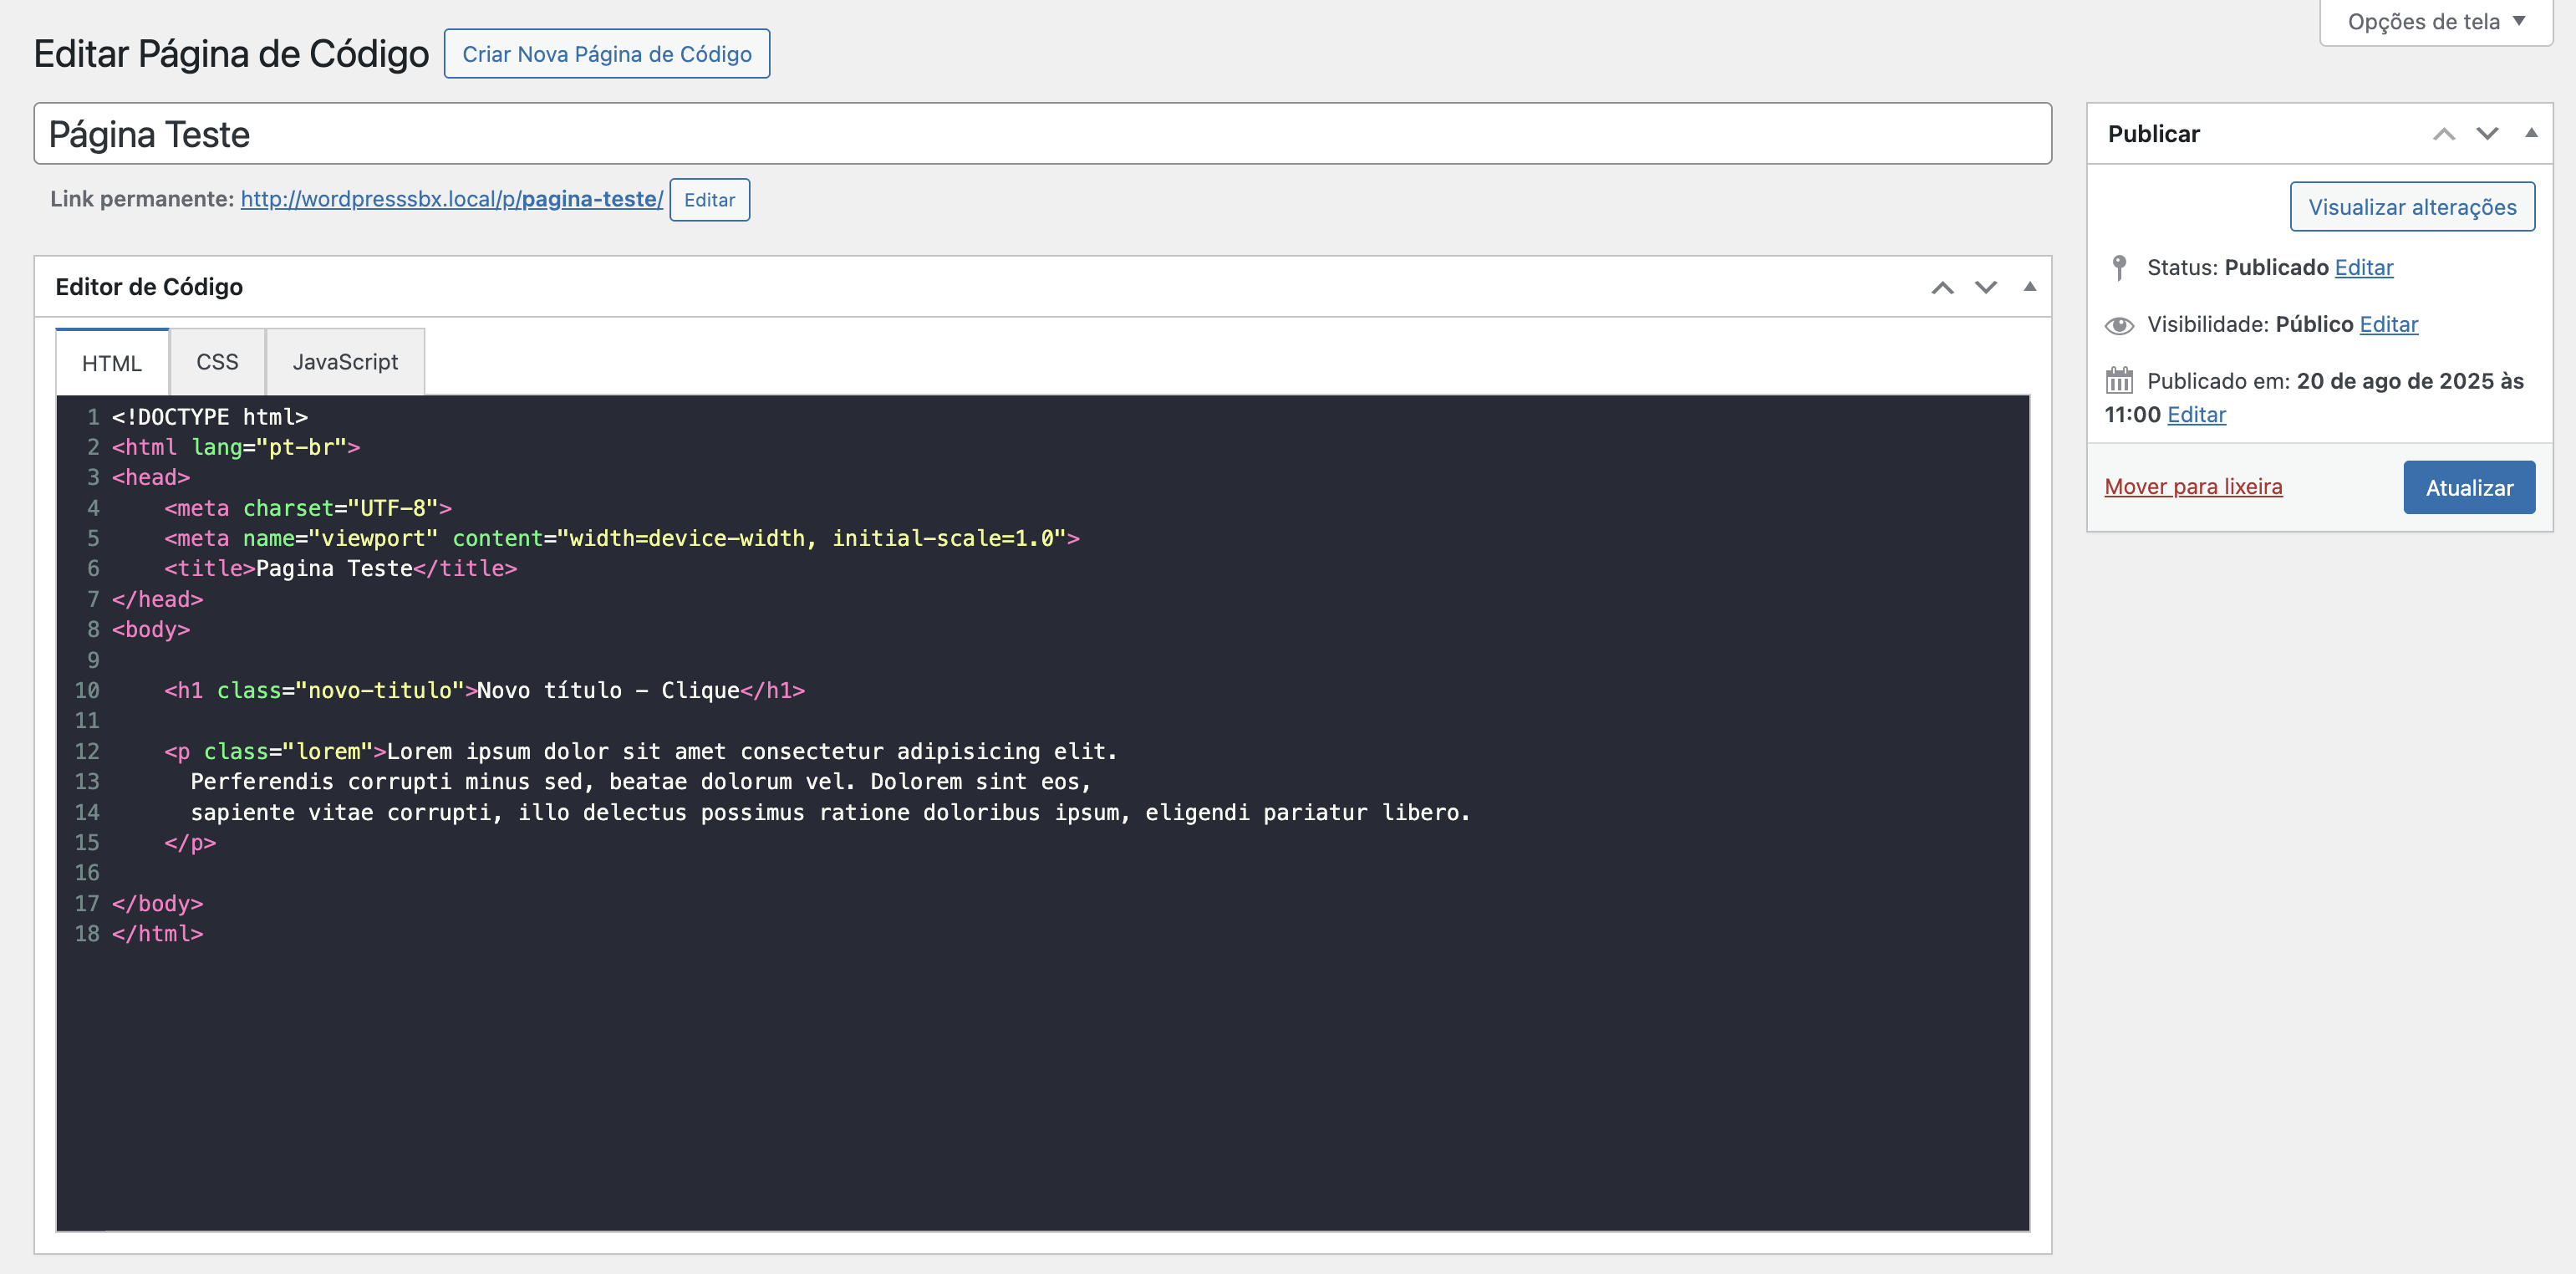 Opções de tela
Editar Página de Código
Criar Nova Página de Código
Página Teste
Link permanente: http://wordpresssbx.local/p/pagina-teste/ Editar
Editor de Código
HTML
CSS
JavaScript
1 <!DOCTYPE html>
2 <html lang="pt-br">
3 <head>
4     <meta charset="UTF-8">
5     <meta name="viewport" content="width=device-width, initial-scale=1.0">
6     <title>Pagina Teste</title>
7 </head>
8 <body>
9
10     <h1 class="novo-titulo">Novo título - Clique</h1>
11
12     <p class="lorem">Lorem ipsum dolor sit amet consectetur adipisicing elit.
13       Perferendis corrupti minus sed, beatae dolorum vel. Dolorem sint eos,
14       sapiente vitae corrupti, illo delectus possimus ratione doloribus ipsum, eligendi pariatur libero.
15     </p>
16
17 </body>
18 </html>
Publicar
Visualizar alterações
Status: Publicado Editar
Visibilidade: Público Editar
Publicado em: 20 de ago de 2025 às
11:00 Editar
Mover para lixeira
Atualizar